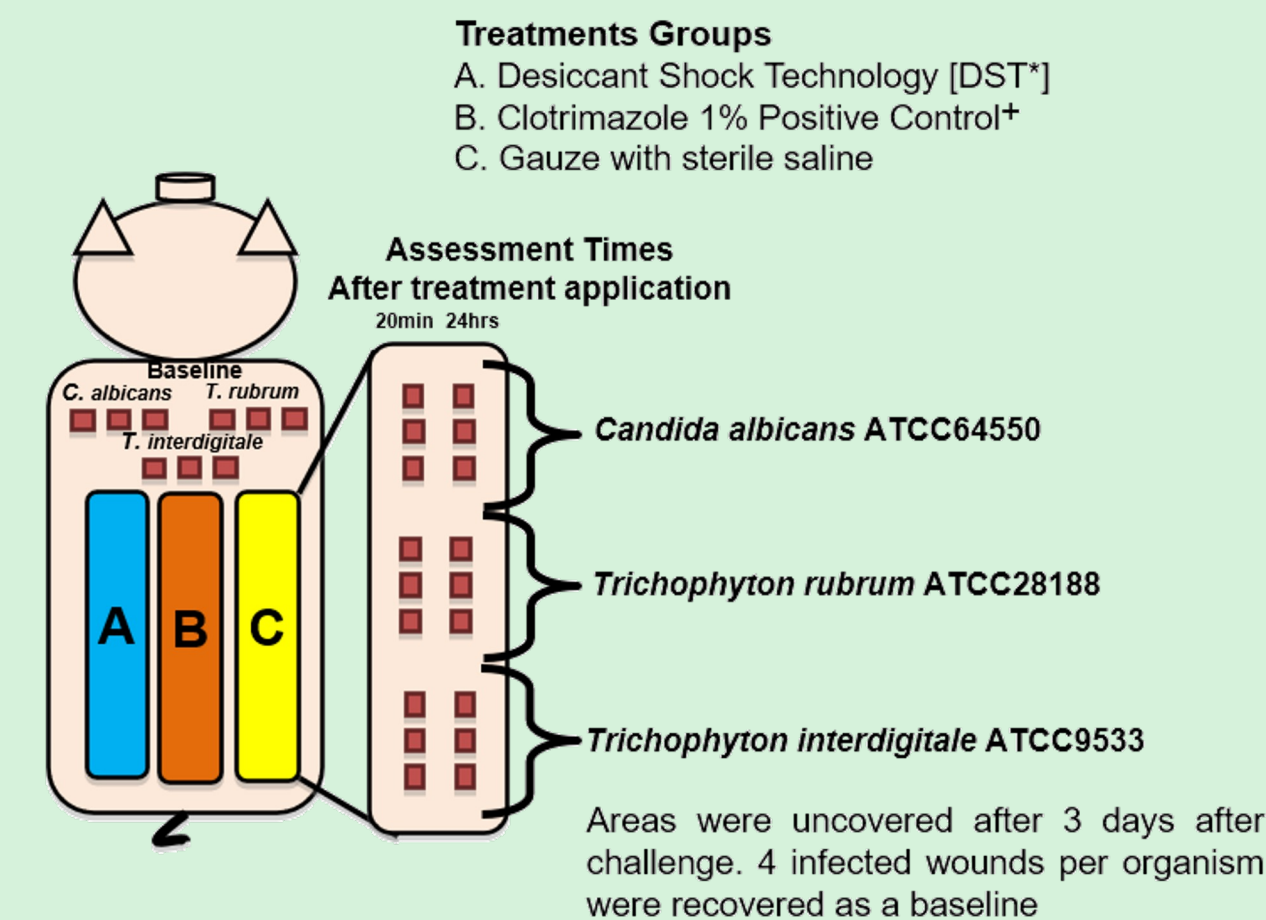 Treatments Groups
A. Desiccant Shock Technology [DST*]
B. Clotrimazole 1% Positive Control+
C. Gauze with sterile saline
Assessment Times
After treatment application
20min 24hrs
Baseline
C. albicans T. rubrum
T. interdigitale
A B C
Candida albicans ATCC64550
Trichophyton rubrum ATCC28188
Trichophyton interdigitale ATCC9533
Areas were uncovered after 3 days after
challenge. 4 infected wounds per organism
were recovered as a baseline